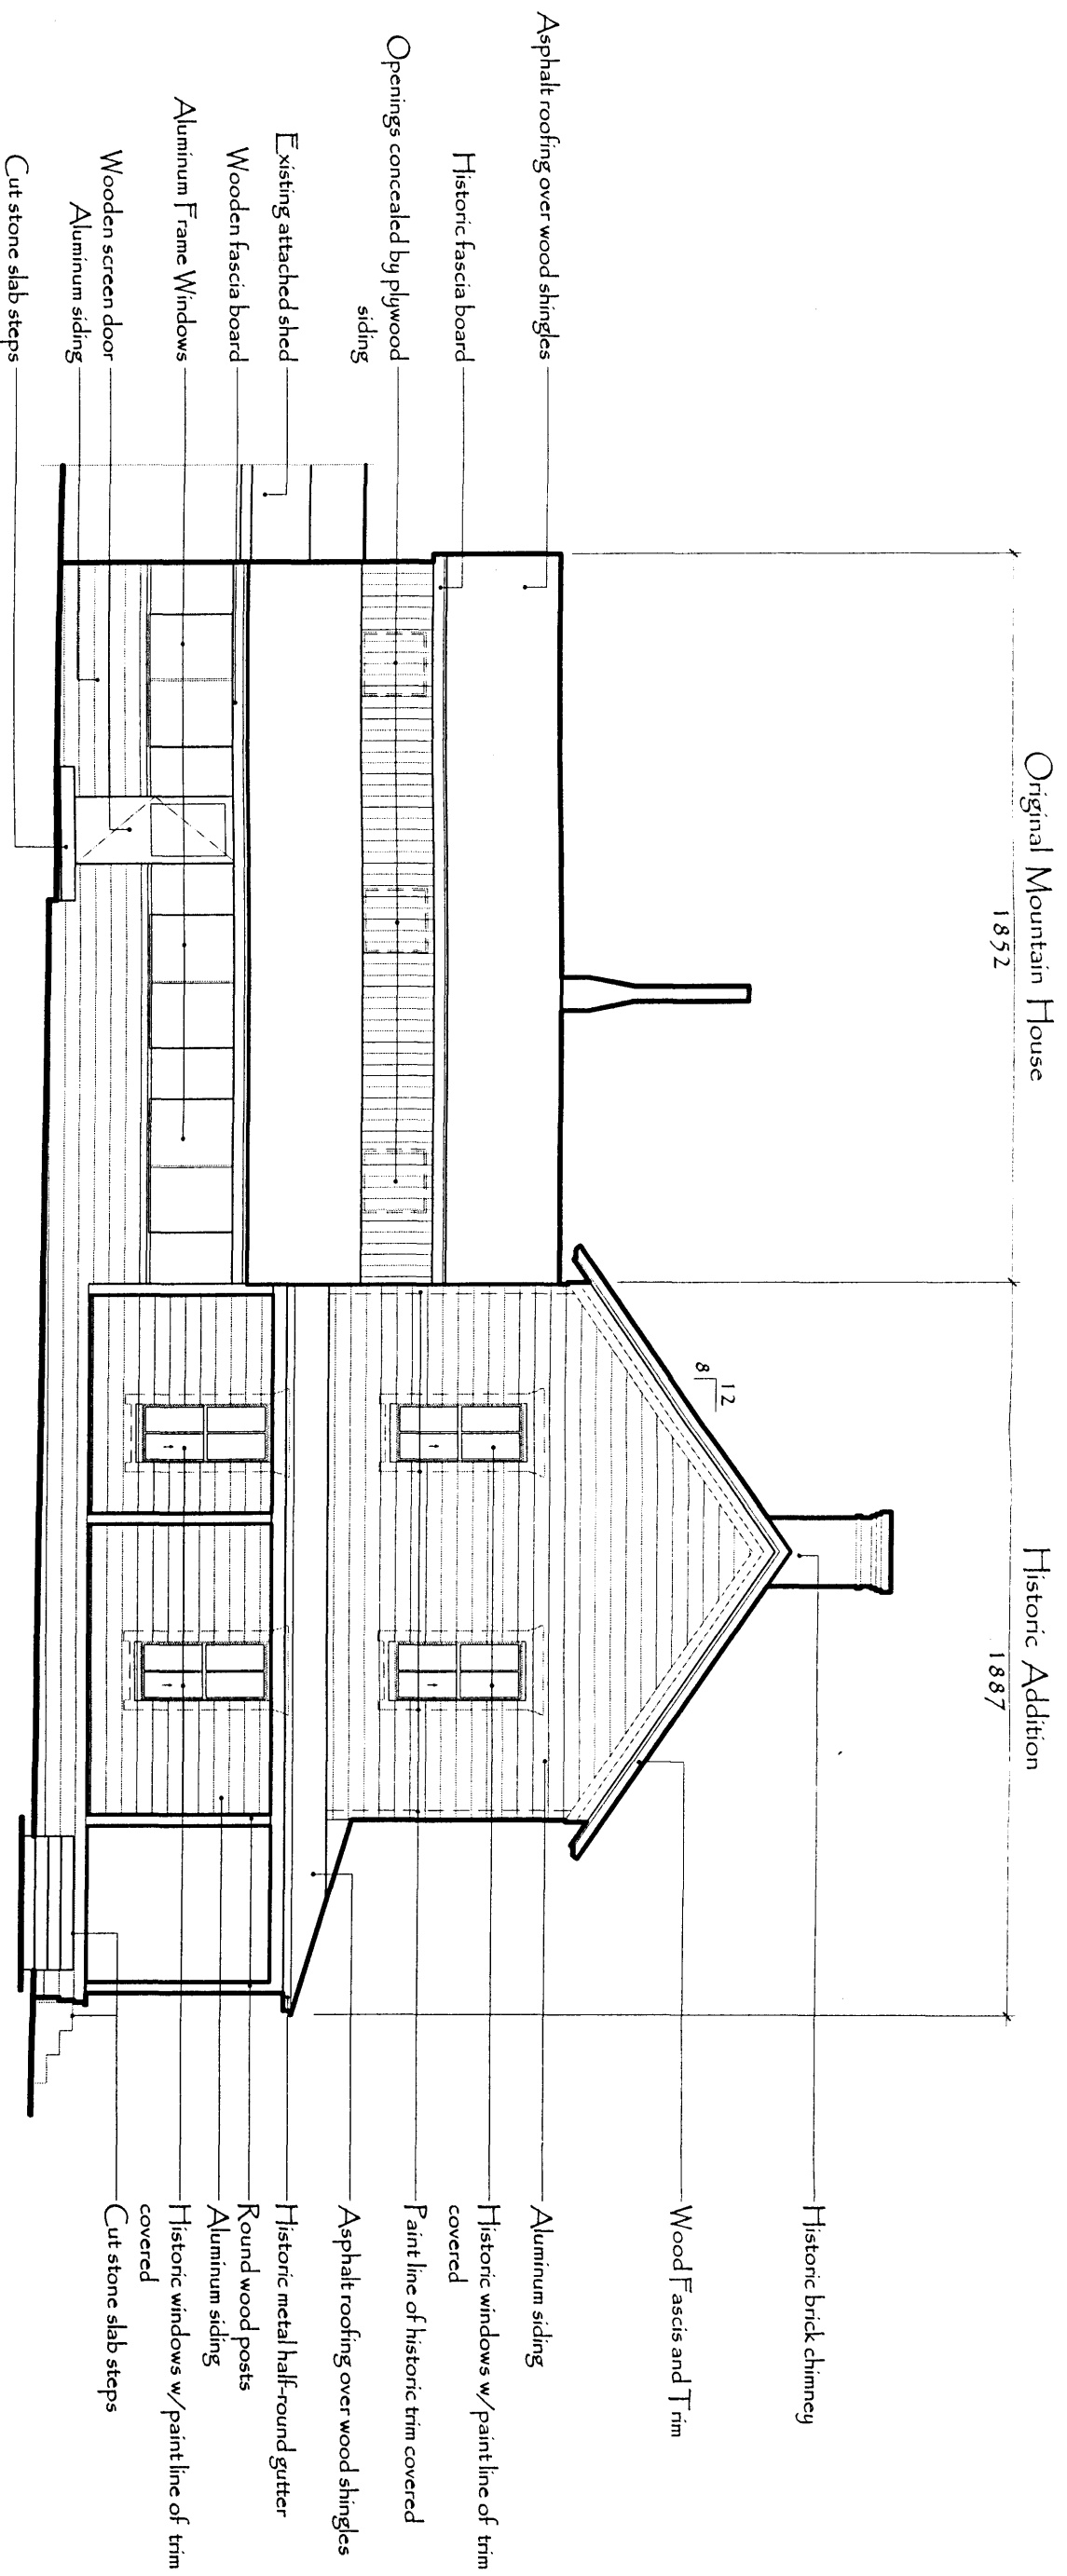 Original Mountain House
1852
Historic Addition
1887
12
8
Asphalt roofing over wood shingles
Historic fascia board
Openings concealed by plywood
siding
Existing attached shed
Wooden fascia board
Aluminum Frame Windows
Wooden screen door
Aluminum siding
Cut stone slab steps
Historic brick chimney
Wood Fascis and Trim
Aluminum siding
Historic windows w/paint line of trim
covered
Paint line of historic trim covered
Asphalt roofing over wood shingles
Historic metal half-round gutter
Round wood posts
Aluminum siding
Historic windows w/paint line of trim
covered
Cut stone slab steps